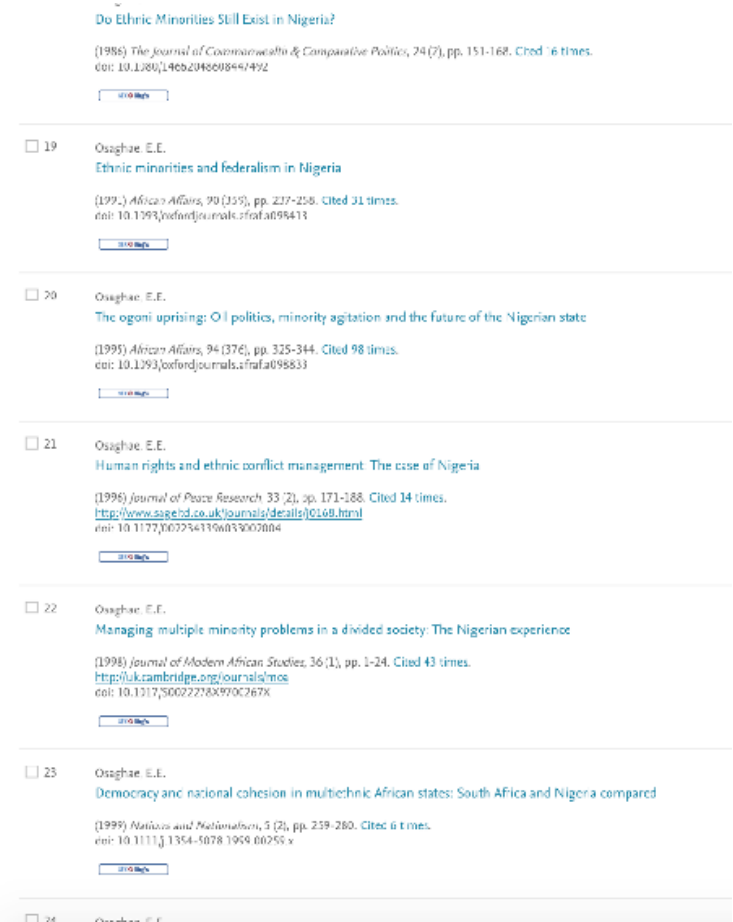 Do Ethnic Minorities Still Exist in Nigeria?
(1986) The Journal of Commonwealth & Comparative Politics, 24 (2), pp. 151-168. Cited 16 times.
doi: 10.1080/14662048608447492
19 Osaghae, E.E.
Ethnic minorities and federalism in Nigeria
(1991) African Affairs, 90 (359), pp. 237-258. Cited 31 times.
doi: 10.1093/oxfordjournals.afraf.a098413
20 Osaghae, E.E.
The ogoni uprising: Oil politics, minority agitation and the future of the Nigerian state
(1995) African Affairs, 94 (376), pp. 325-344. Cited 98 times.
doi: 10.1093/oxfordjournals.afraf.a098833
21 Osaghae, E.E.
Human rights and ethnic conflict management: The case of Nigeria
(1996) Journal of Peace Research, 33 (2), pp. 171-188. Cited 14 times.
http://www.sageltd.co.uk/journals/details/j0168.html
doi: 10.1177/0022343396033002004
22 Osaghae, E.E.
Managing multiple minority problems in a divided society: The Nigerian experience
(1998) Journal of Modern African Studies, 36 (1), pp. 1-24. Cited 43 times.
http://uk.cambridge.org/journals/moa
doi: 10.1017/S0022278X9700267X
23 Osaghae, E.E.
Democracy and national cohesion in multiethnic African states: South Africa and Nigeria compared
(1999) Nations and Nationalism, 5 (2), pp. 259-280. Cited 6 times.
doi: 10.1111/j.1354-5078.1999.00259.x